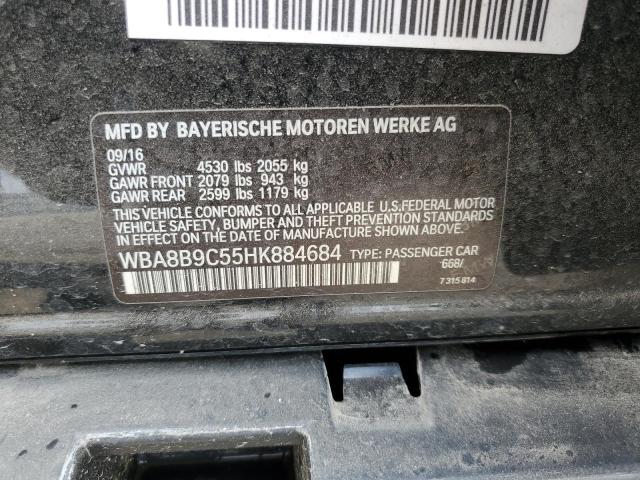 MFD BY BAYERISCHE MOTOREN WERKE AG
09/16
GVWR 4530 lbs 2055 kg
GAWR FRONT 2079 lbs 943 kg
GAWR REAR 2599 lbs 1179 kg
THIS VEHICLE CONFORMS TO ALL APPLICABLE U.S.FEDERAL MOTOR
VEHICLE SAFETY, BUMPER AND THEFT PREVENTION STANDARDS
IN EFFECT ON THE DATE OF MANUFACTURE SHOWN ABOVE.
WBA8B9C55HK884684 TYPE: PASSENGER CAR
668/
7 315 814